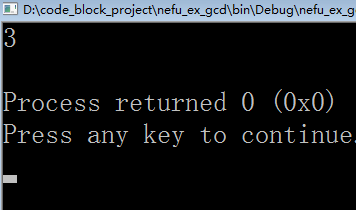 D:\code_block_project\nefu_ex_gcd\bin\Debug\nefu_ex_g
3
Process returned 0 (0x0)
Press any key to continue.